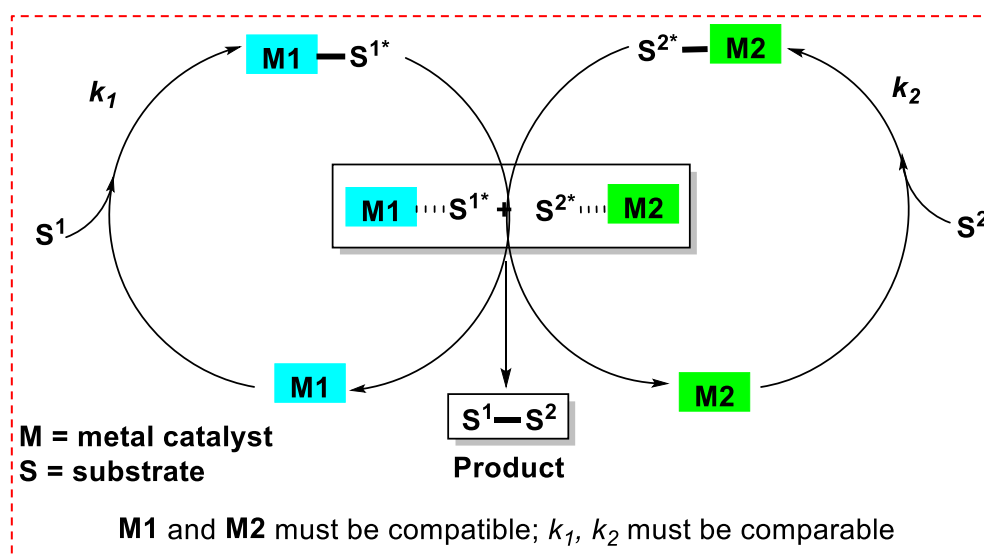 M1 S¹*
S²* M2
k₁
k₂
M1 S¹* + S²* M2
S¹
S²
M1
M2
S¹ S²
M = metal catalyst
S = substrate
Product
M1 and M2 must be compatible; k₁, k₂ must be comparable